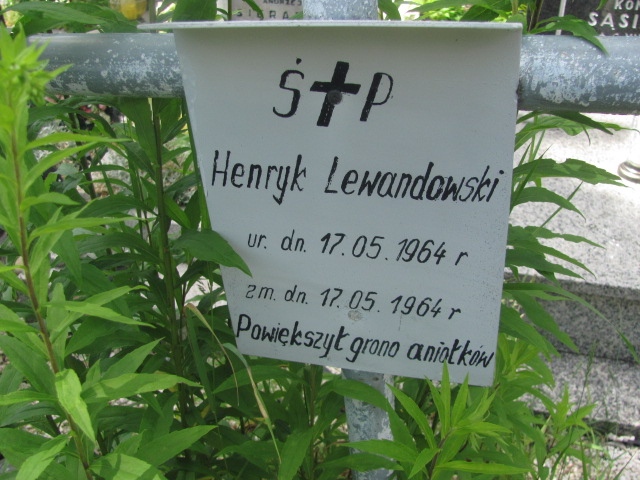 Ś P
Henryk Lewandowski
ur. dn. 17.05.1964 r
zm. dn. 17.05.1964 r
Powiększył grono aniołków